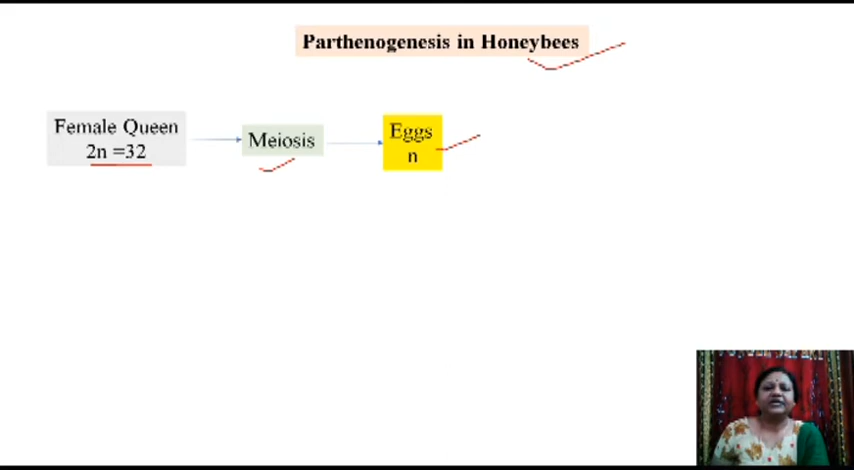 Parthenogenesis in Honeybees
Female Queen
2n =32
Meiosis
Eggs
n